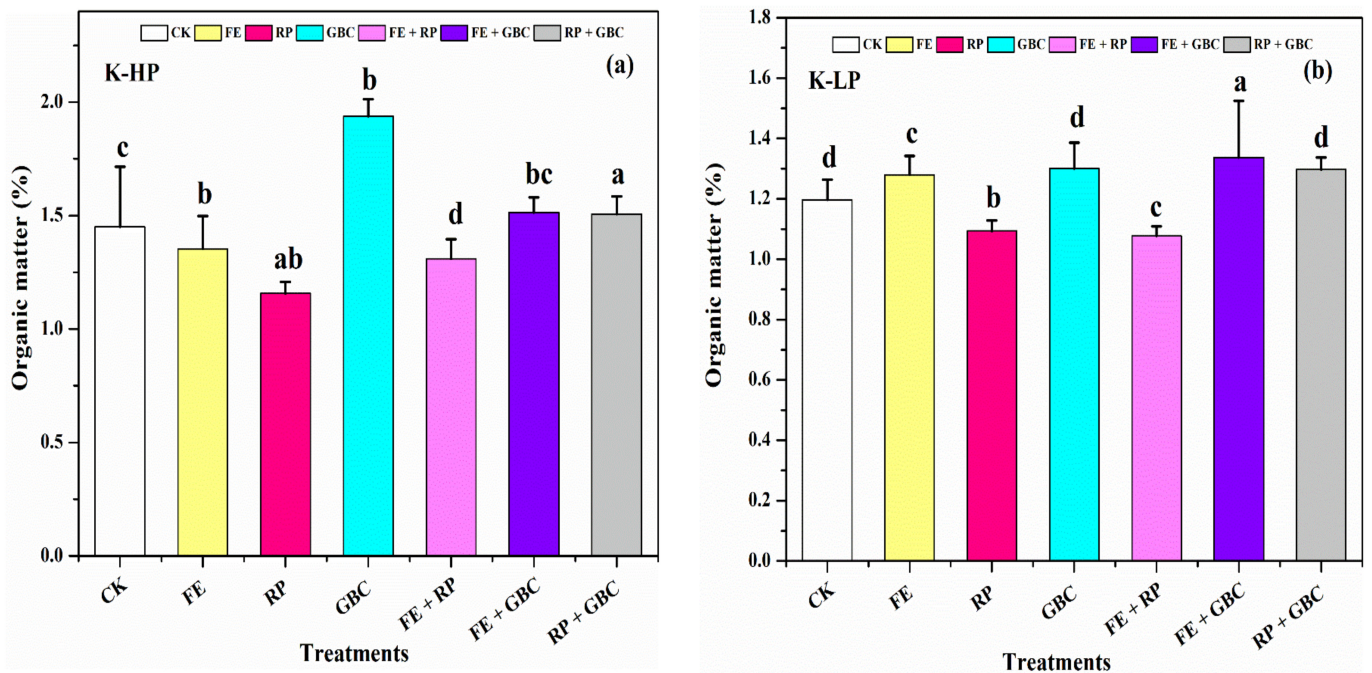 CK FE RP GBC FE + RP FE + GBC RP + GBC
K-HP
(a)
c
b
ab
b
d
bc
a
2.0
1.5
1.0
0.5
0.0
Organic matter (%)
CK
FE
RP
GBC
FE + RP
FE + GBC
RP + GBC
Treatments
CK FE RP GBC FE + RP FE + GBC RP + GBC
K-LP
(b)
d
c
b
d
c
a
d
1.8
1.6
1.4
1.2
1.0
0.8
0.6
0.4
0.2
0.0
Organic matter (%)
CK
FE
RP
GBC
FE + RP
FE + GBC
RP + GBC
Treatments